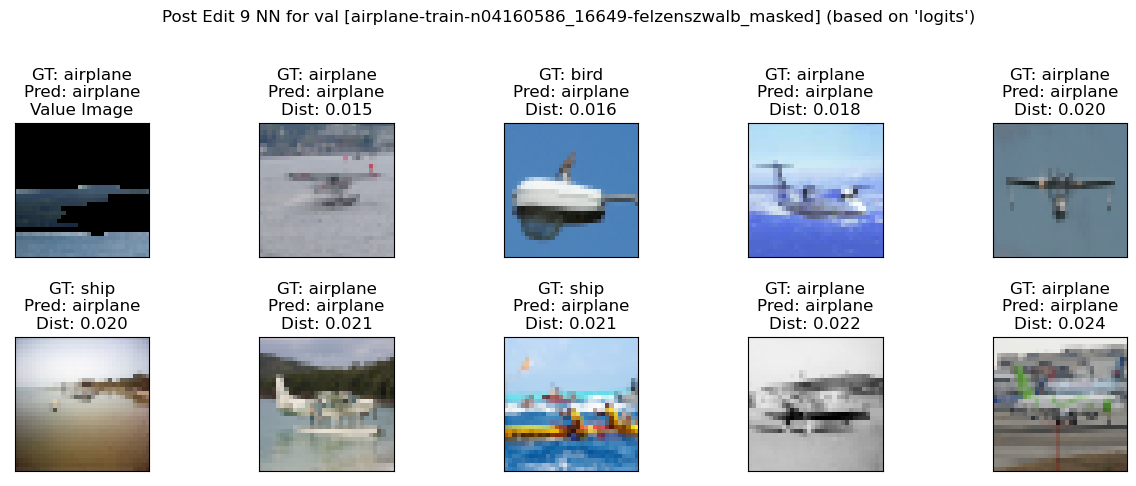 Post Edit 9 NN for val [airplane-train-n04160586_16649-felzenszwalb_masked] (based on 'logits')
GT: airplane
Pred: airplane
Value Image
GT: airplane
Pred: airplane
Dist: 0.015
GT: bird
Pred: airplane
Dist: 0.016
GT: airplane
Pred: airplane
Dist: 0.018
GT: airplane
Pred: airplane
Dist: 0.020
GT: ship
Pred: airplane
Dist: 0.020
GT: airplane
Pred: airplane
Dist: 0.021
GT: ship
Pred: airplane
Dist: 0.021
GT: airplane
Pred: airplane
Dist: 0.022
GT: airplane
Pred: airplane
Dist: 0.024